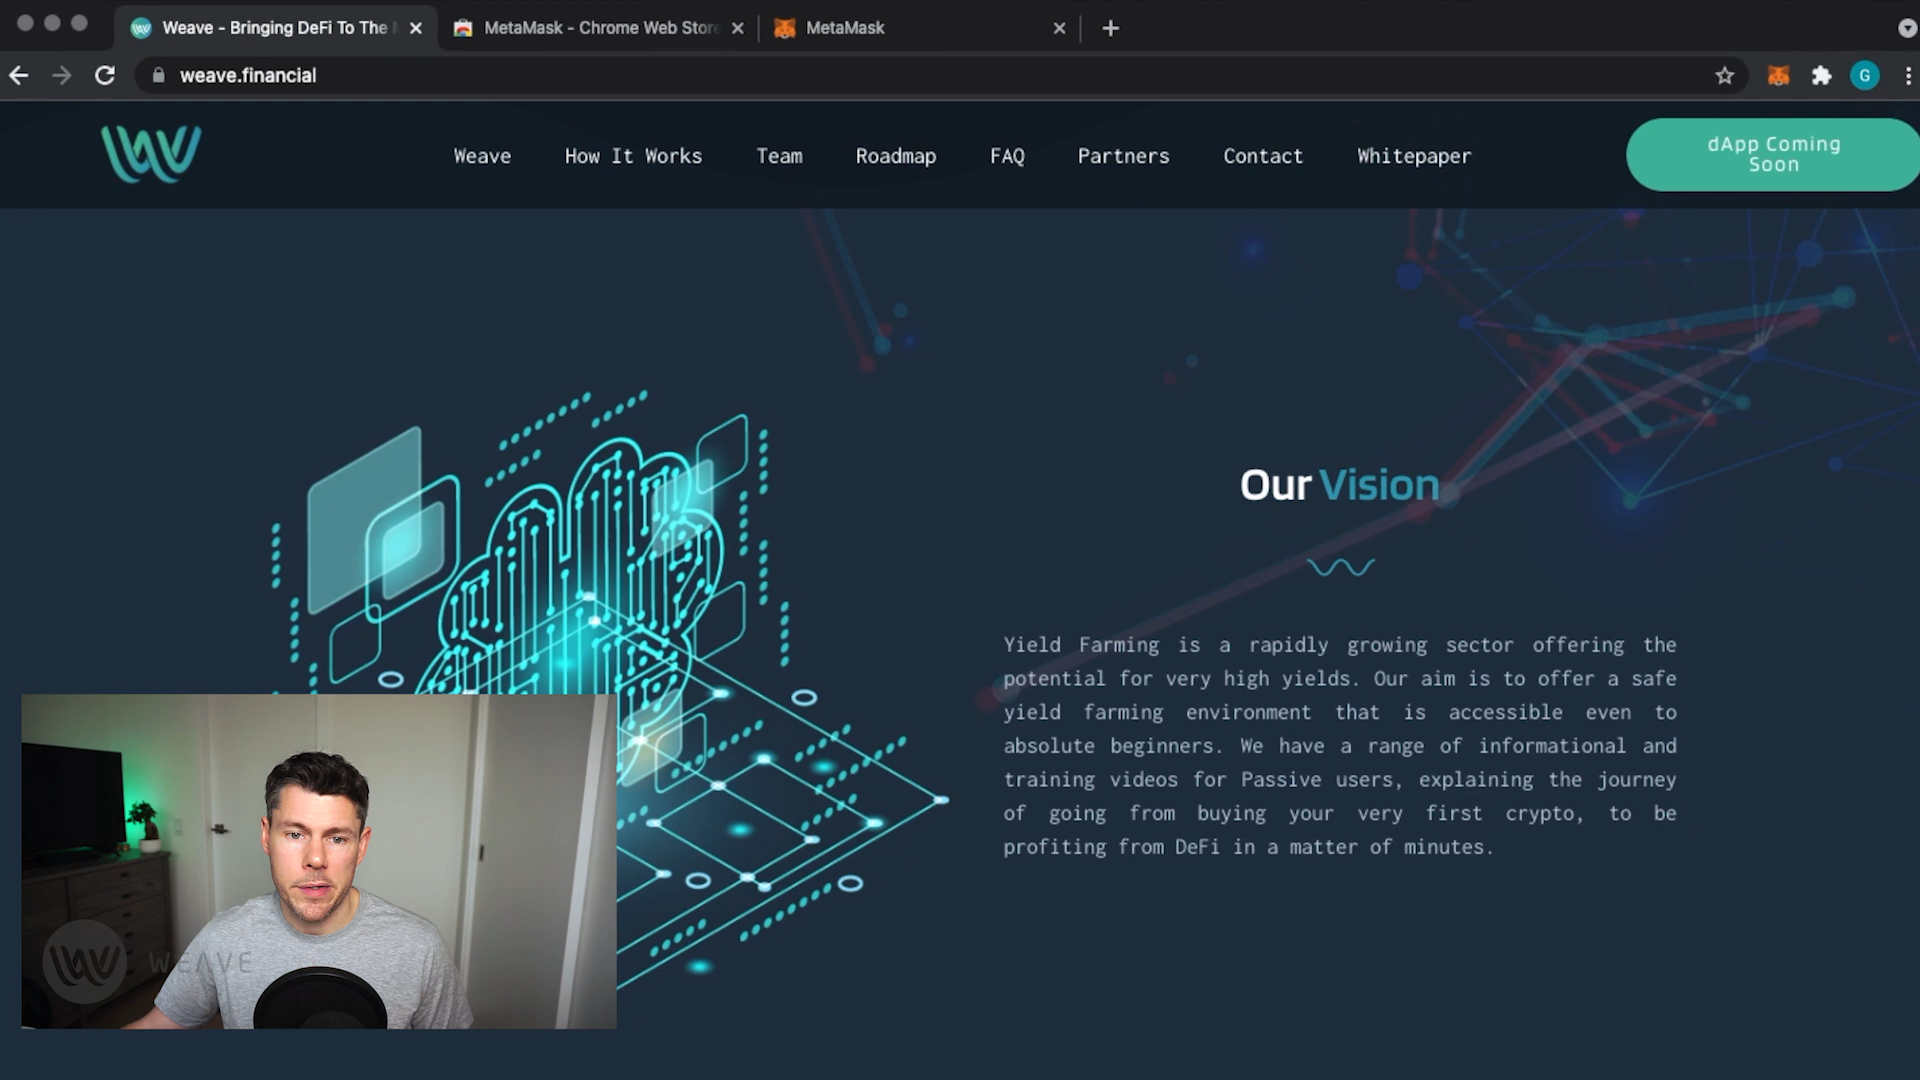 Weave - Bringing DeFi To The
MetaMask - Chrome Web Store
MetaMask
weave.financial
G
Weave
How It Works
Team
Roadmap
FAQ
Partners
Contact
Whitepaper
dApp Coming
Soon
Our Vision
Yield Farming is a rapidly growing sector offering the
potential for very high yields. Our aim is to offer a safe
yield farming environment that is accessible even to
absolute beginners. We have a range of informational and
training videos for Passive users, explaining the journey
of going from buying your very first crypto, to be
profiting from DeFi in a matter of minutes.
WEAVE